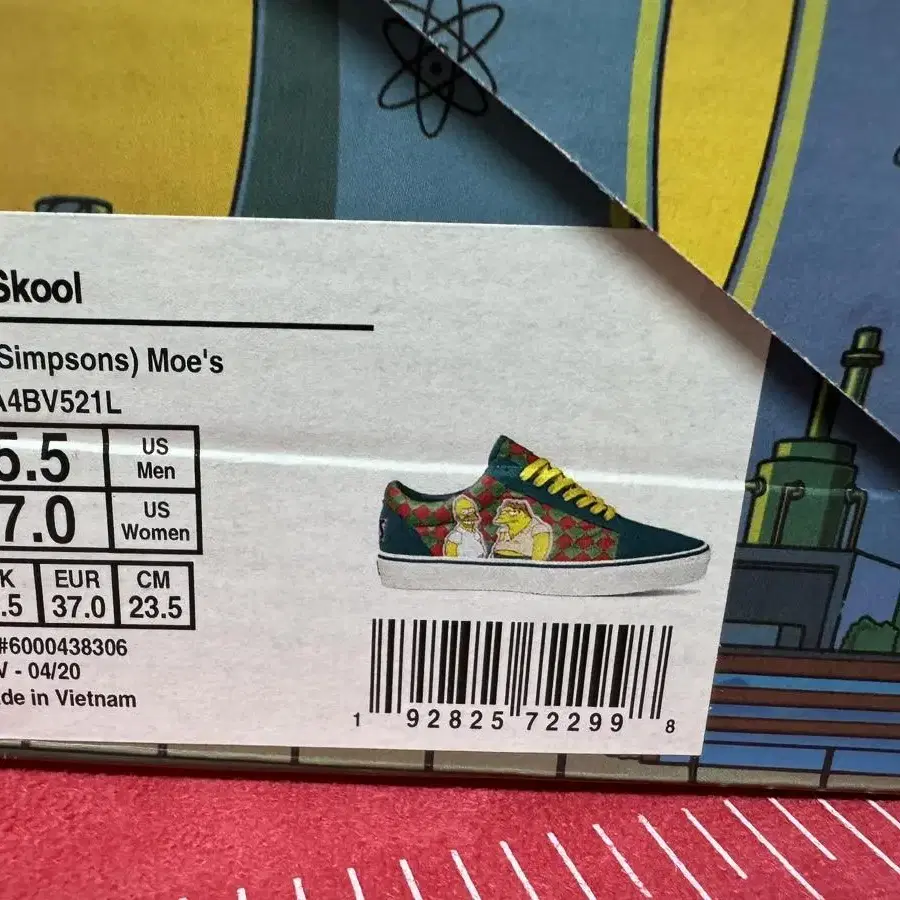 Skool
(Simpsons) Moe's
A4BV521L
5.5 US Men
7.0 US Women
K EUR CM
.5 37.0 23.5
#6000438306
V - 04/20
de in Vietnam
1 92825 72299 8